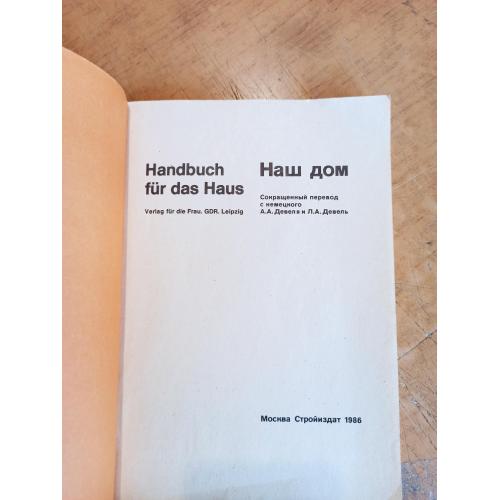 Handbuch
für das Haus
Verlag für die Frau. GDR. Leipzig
Наш дом
Сокращенный перевод
с немецкого
А.А. Девеля и Л.А. Девель
Москва Стройиздат 1986